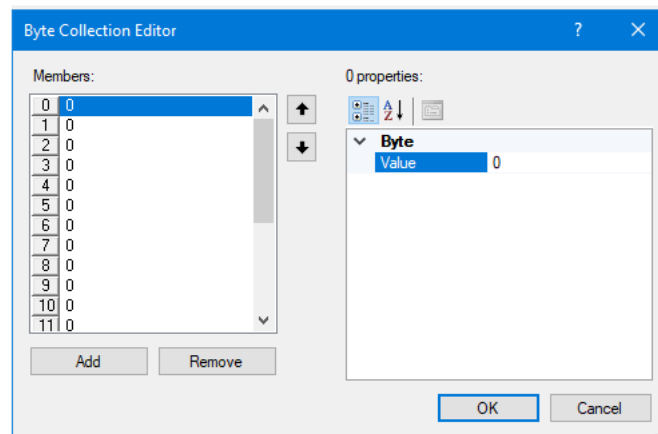 Byte Collection Editor
?
Members:
0 0
1 0
2 0
3 0
4 0
5 0
6 0
7 0
8 0
9 0
10 0
11 0
Add
Remove
0 properties:
A
Z
Byte
Value 0
OK
Cancel